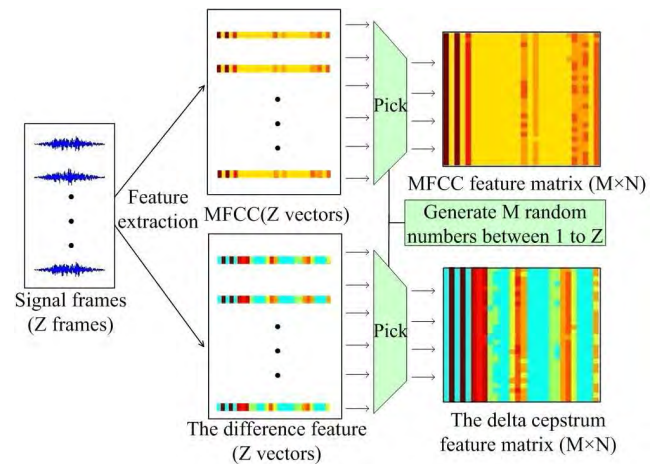 Signal frames
(Z frames)
Feature
extraction
MFCC(Z vectors)
The difference feature
(Z vectors)
Pick
Pick
MFCC feature matrix (M×N)
Generate M random
numbers between 1 to Z
The delta cepstrum
feature matrix (M×N)